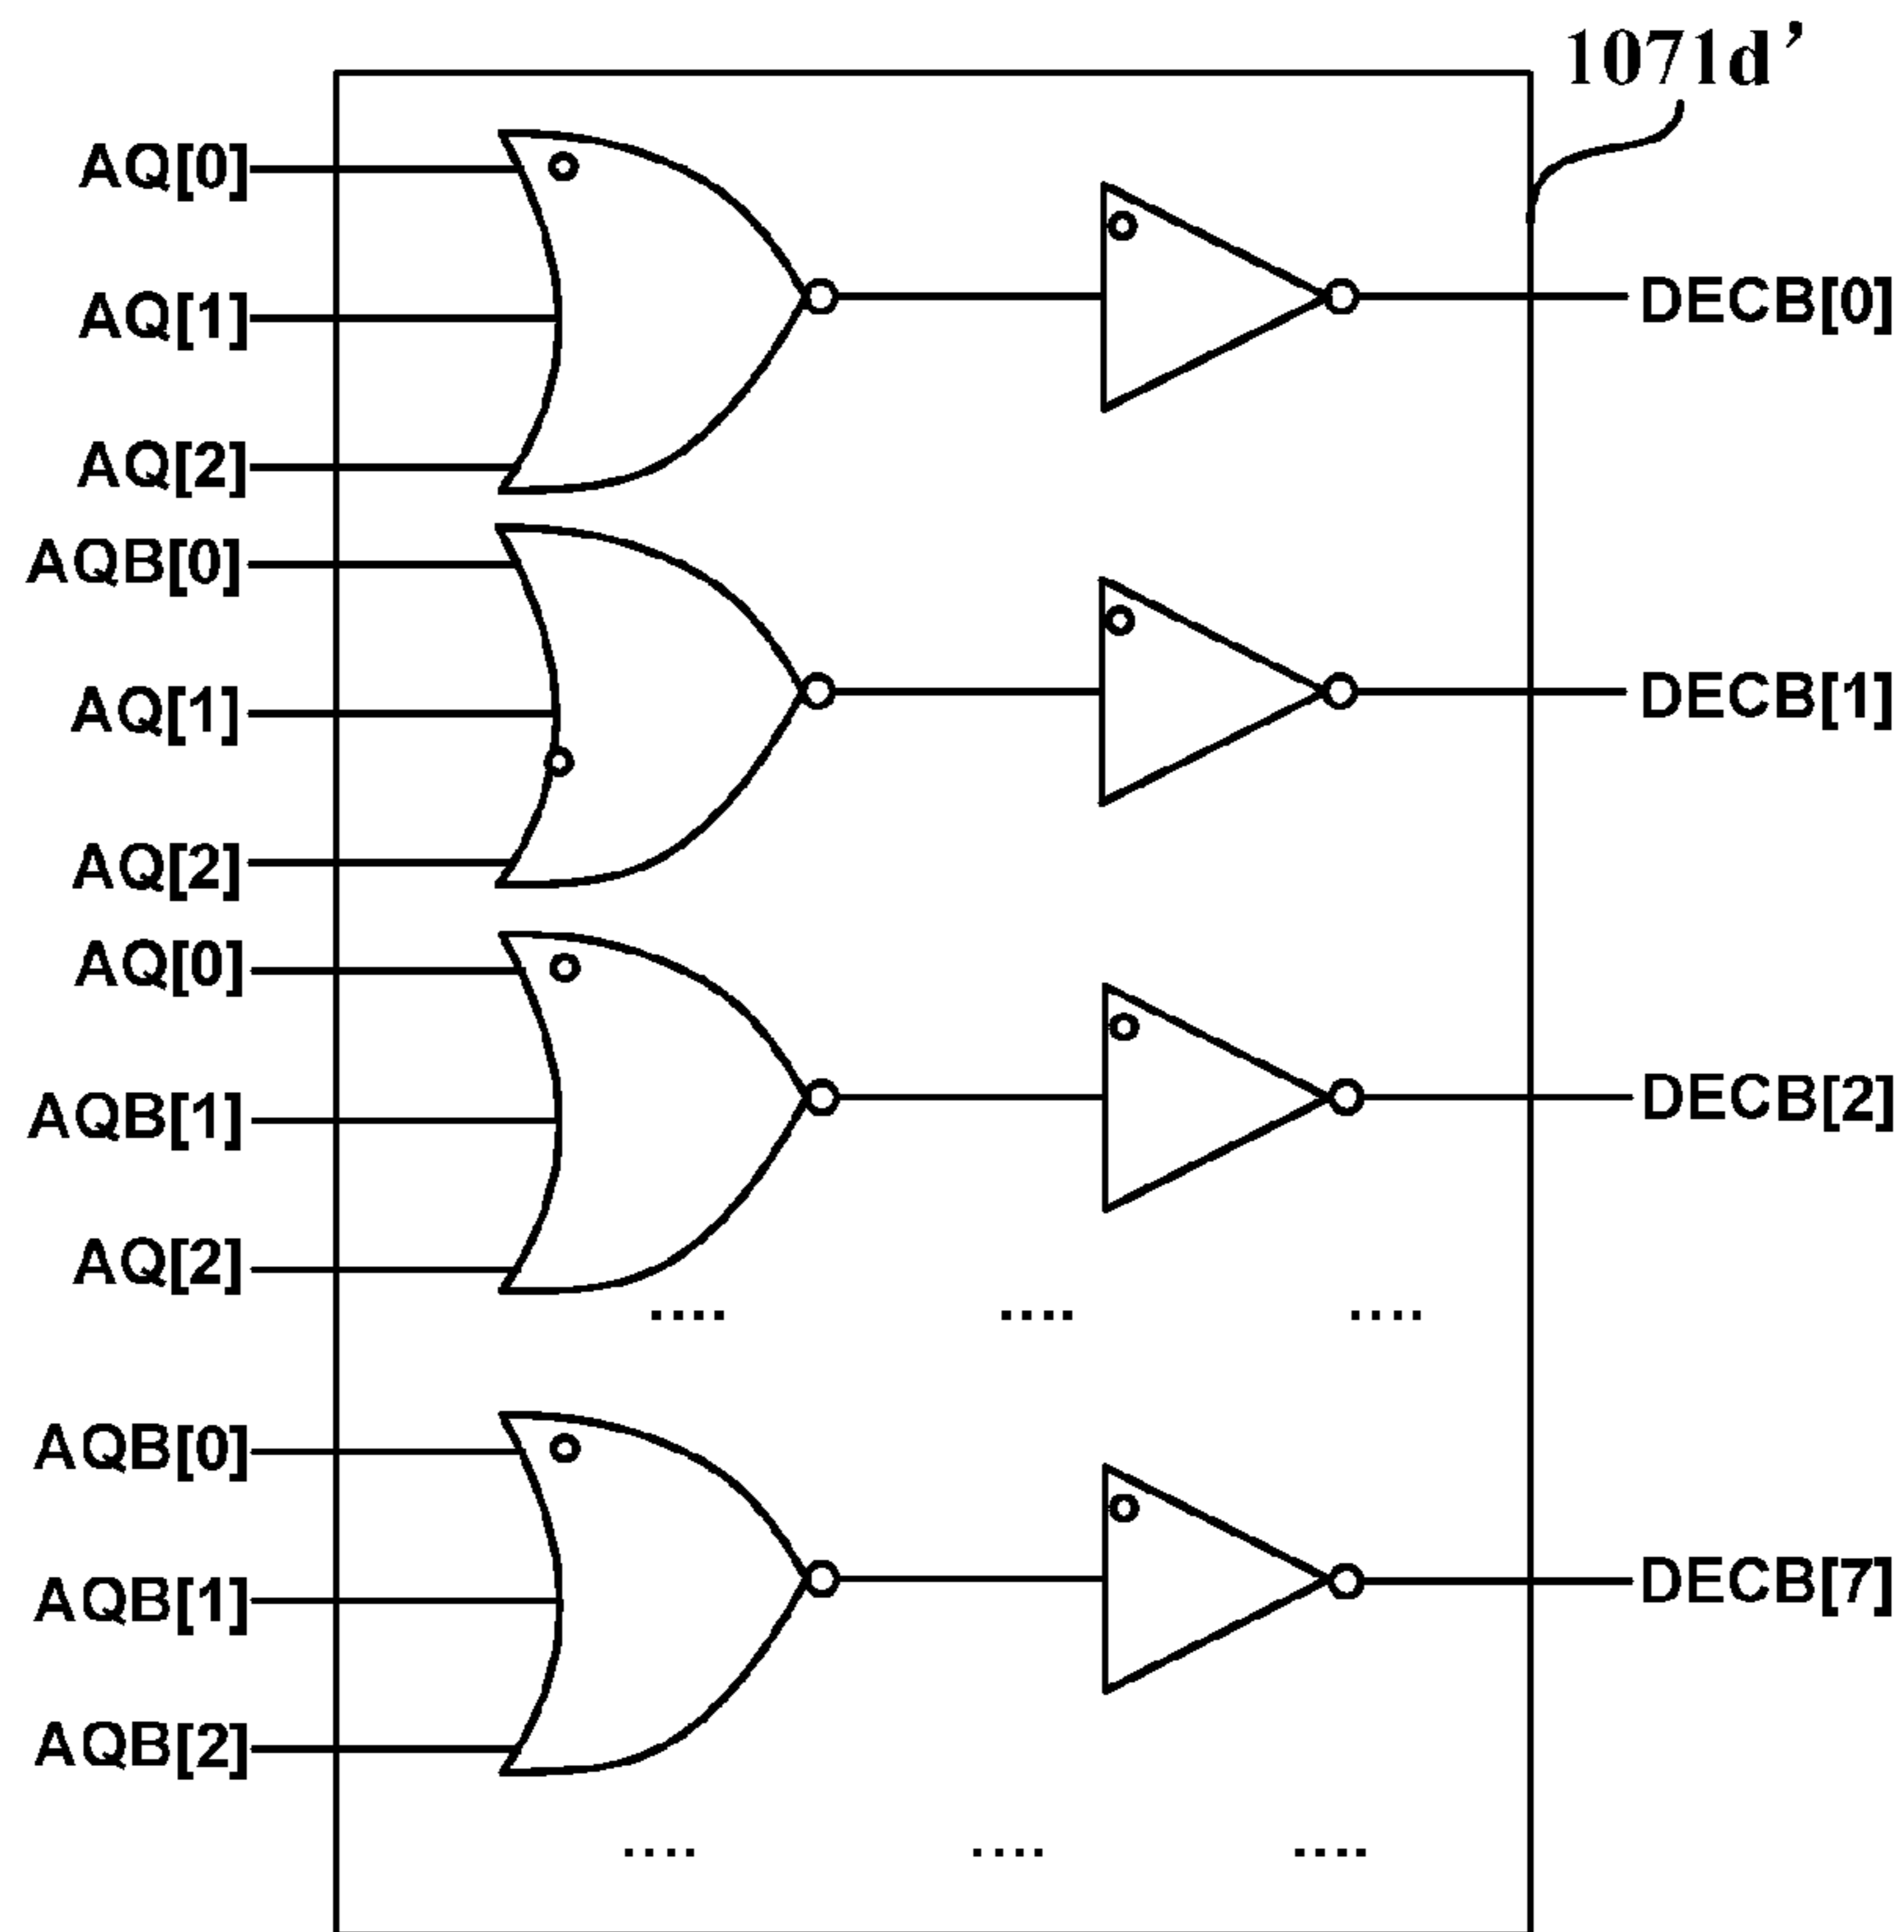 1071d’
AQ[0]
AQ[1]
DECB[0]
AQ[2]
AQB[0]
AQ[1]
DECB[1]
AQ[2]
AQ[0]
AQB[1]
DECB[2]
AQ[2]
.... .... ....
AQB[0]
AQB[1]
DECB[7]
AQB[2]
.... .... ....